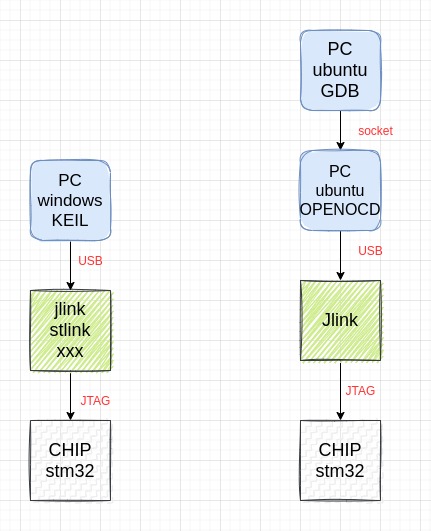 PC
windows
KEIL
USB
jlink
stlink
xxx
JTAG
CHIP
stm32
PC
ubuntu
GDB
socket
PC
ubuntu
OPENOCD
USB
Jlink
JTAG
CHIP
stm32